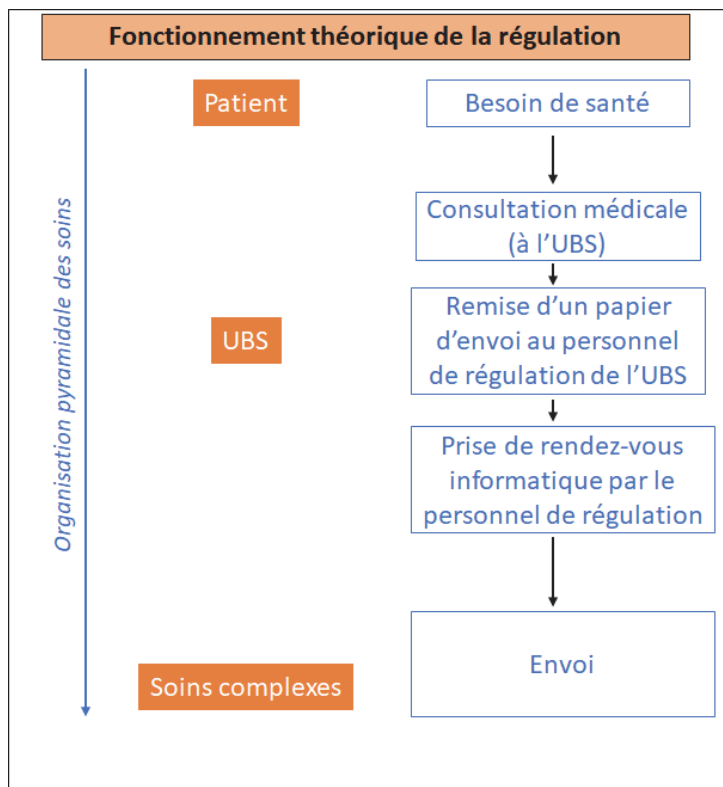 Fonctionnement théorique de la régulation
Organisation pyramidale des soins
Patient
Besoin de santé
Consultation médicale
(à l'UBS)
UBS
Remise d'un papier
d'envoi au personnel
de régulation de l'UBS
Prise de rendez-vous
informatique par le
personnel de régulation
Soins complexes
Envoi